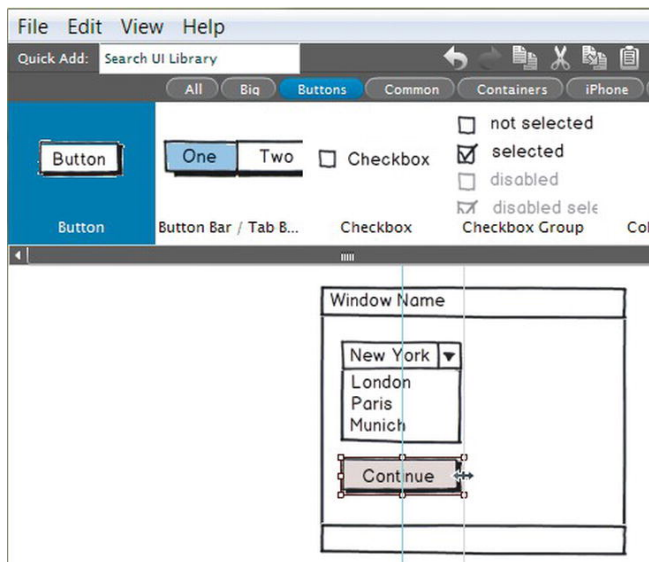 File Edit View Help
Quick Add: Search UI Library
All Big Buttons Common Containers iPhone
Button
One Two
Checkbox
not selected
selected
disabled
disabled sele
Button
Button Bar / Tab B...
Checkbox
Checkbox Group
Col
Window Name
New York
London
Paris
Munich
Continue